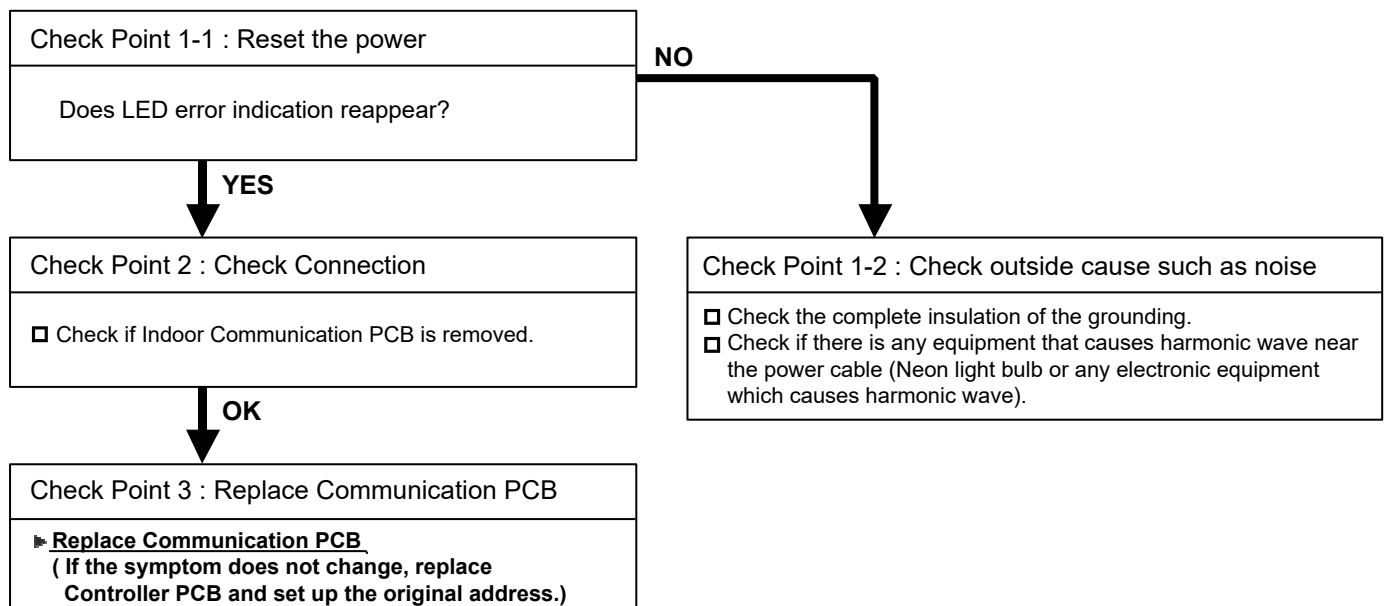 Check Point 1-1 : Reset the power
Does LED error indication reappear?
NO
YES
Check Point 2 : Check Connection
Check if Indoor Communication PCB is removed.
Check Point 1-2 : Check outside cause such as noise
Check the complete insulation of the grounding.
Check if there is any equipment that causes harmonic wave near
the power cable (Neon light bulb or any electronic equipment
which causes harmonic wave).
OK
Check Point 3 : Replace Communication PCB
Replace Communication PCB
( If the symptom does not change, replace
Controller PCB and set up the original address.)